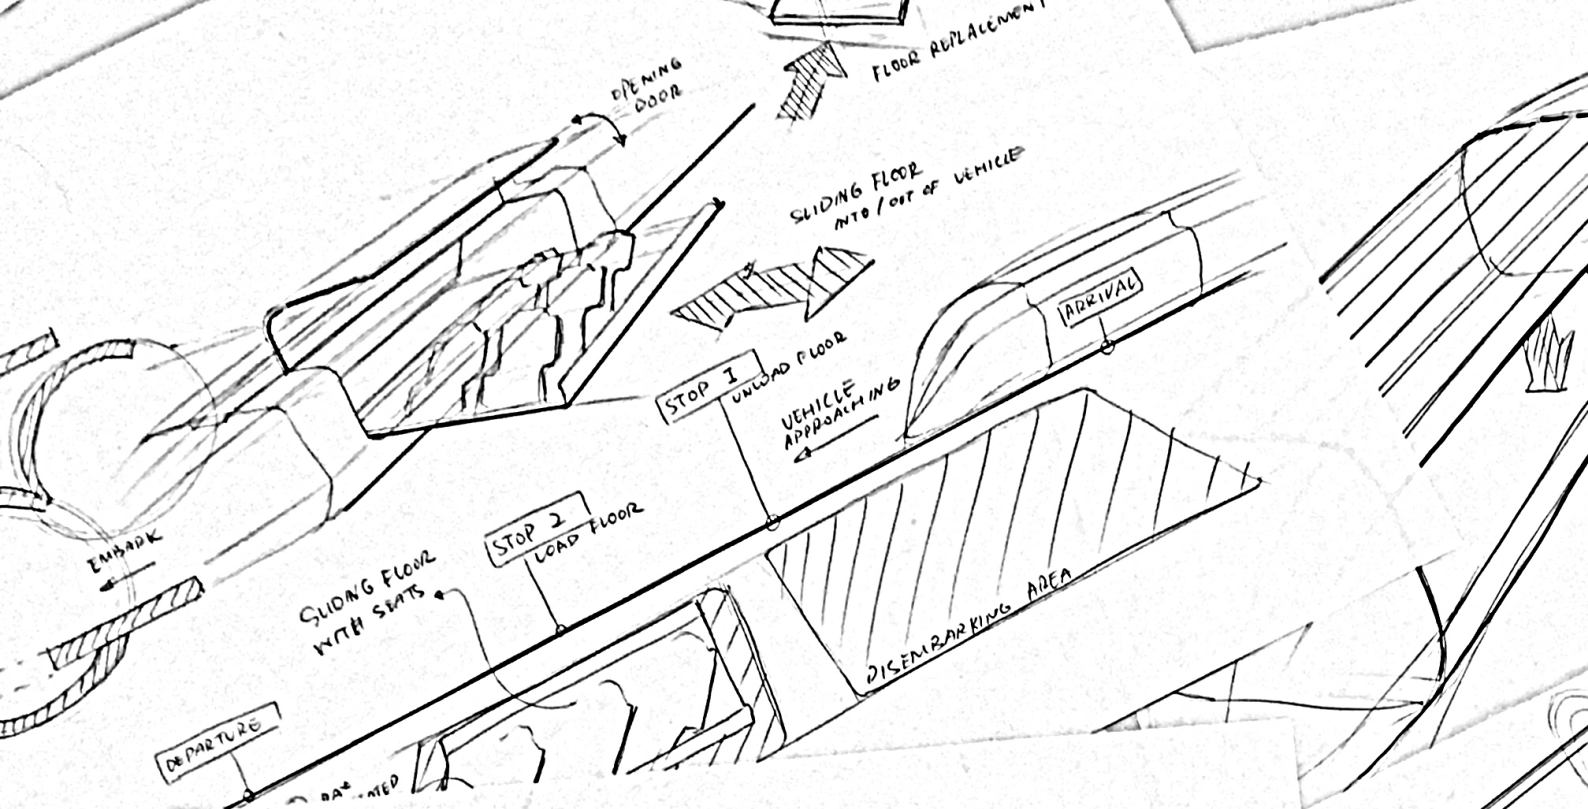 OPENING
DOOR
FLOOR REPLACEMENT
SLIDING FLOOR
INTO / OUT OF VEHICLE
ARRIVAL
STOP 1
UNLOAD FLOOR
VEHICLE
APPROACHING
STOP 2
LOAD FLOOR
EMBARK
SLIDING FLOOR
WITH SEATS
DISEMBARKING AREA
DEPARTURE